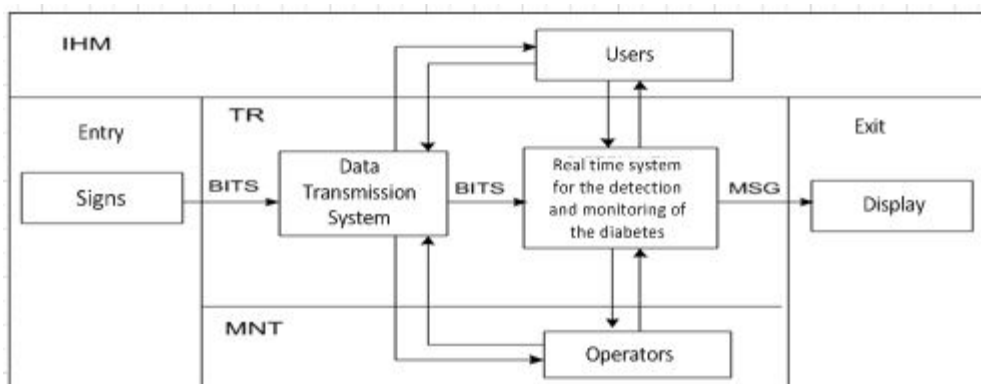 IHM
Users
Entry
TR
Exit
Signs
BITS
Data
Transmission
System
BITS
Real time system
for the detection
and monitoring of
the diabetes
MSG
Display
MNT
Operators